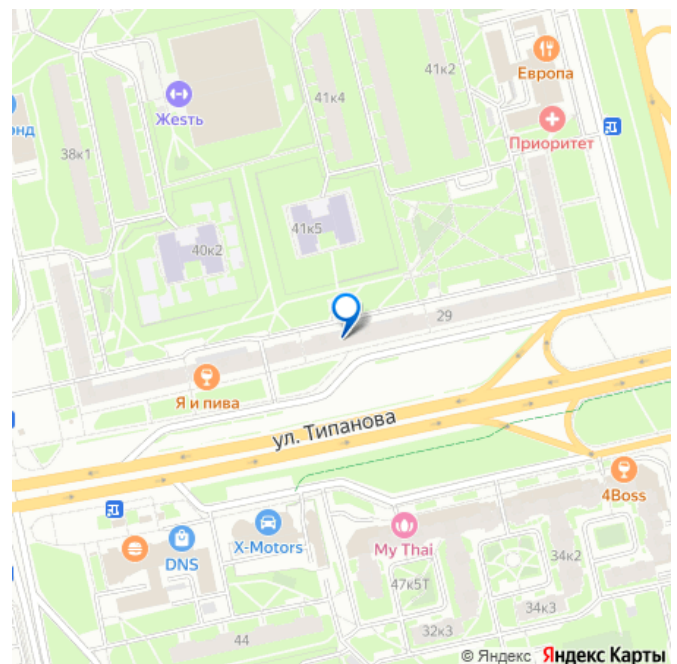 41к2
Европа
41к4
Жесть
Приоритет
онд
38к1
41к5
40к2
29
Я и пива
ул. Типанова
4Boss
X-Motors
My Thai
DNS
34к2
47к5Т
34к3
32к3
44
© Яндекс Яндекс Карты